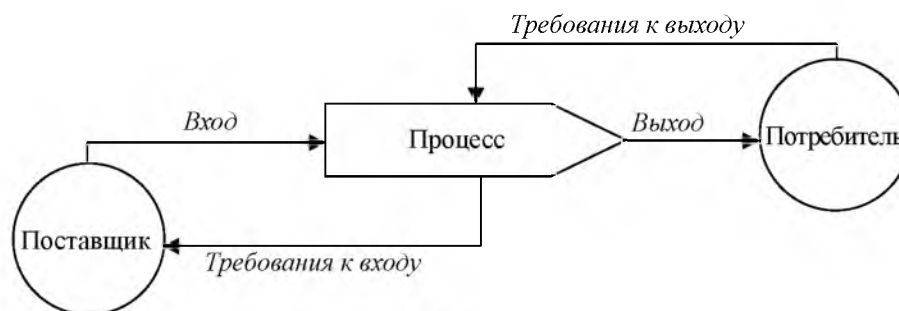 Требования к выходу
Вход
Процесс
Выход
Потребитель
Поставщик
Требования к входу